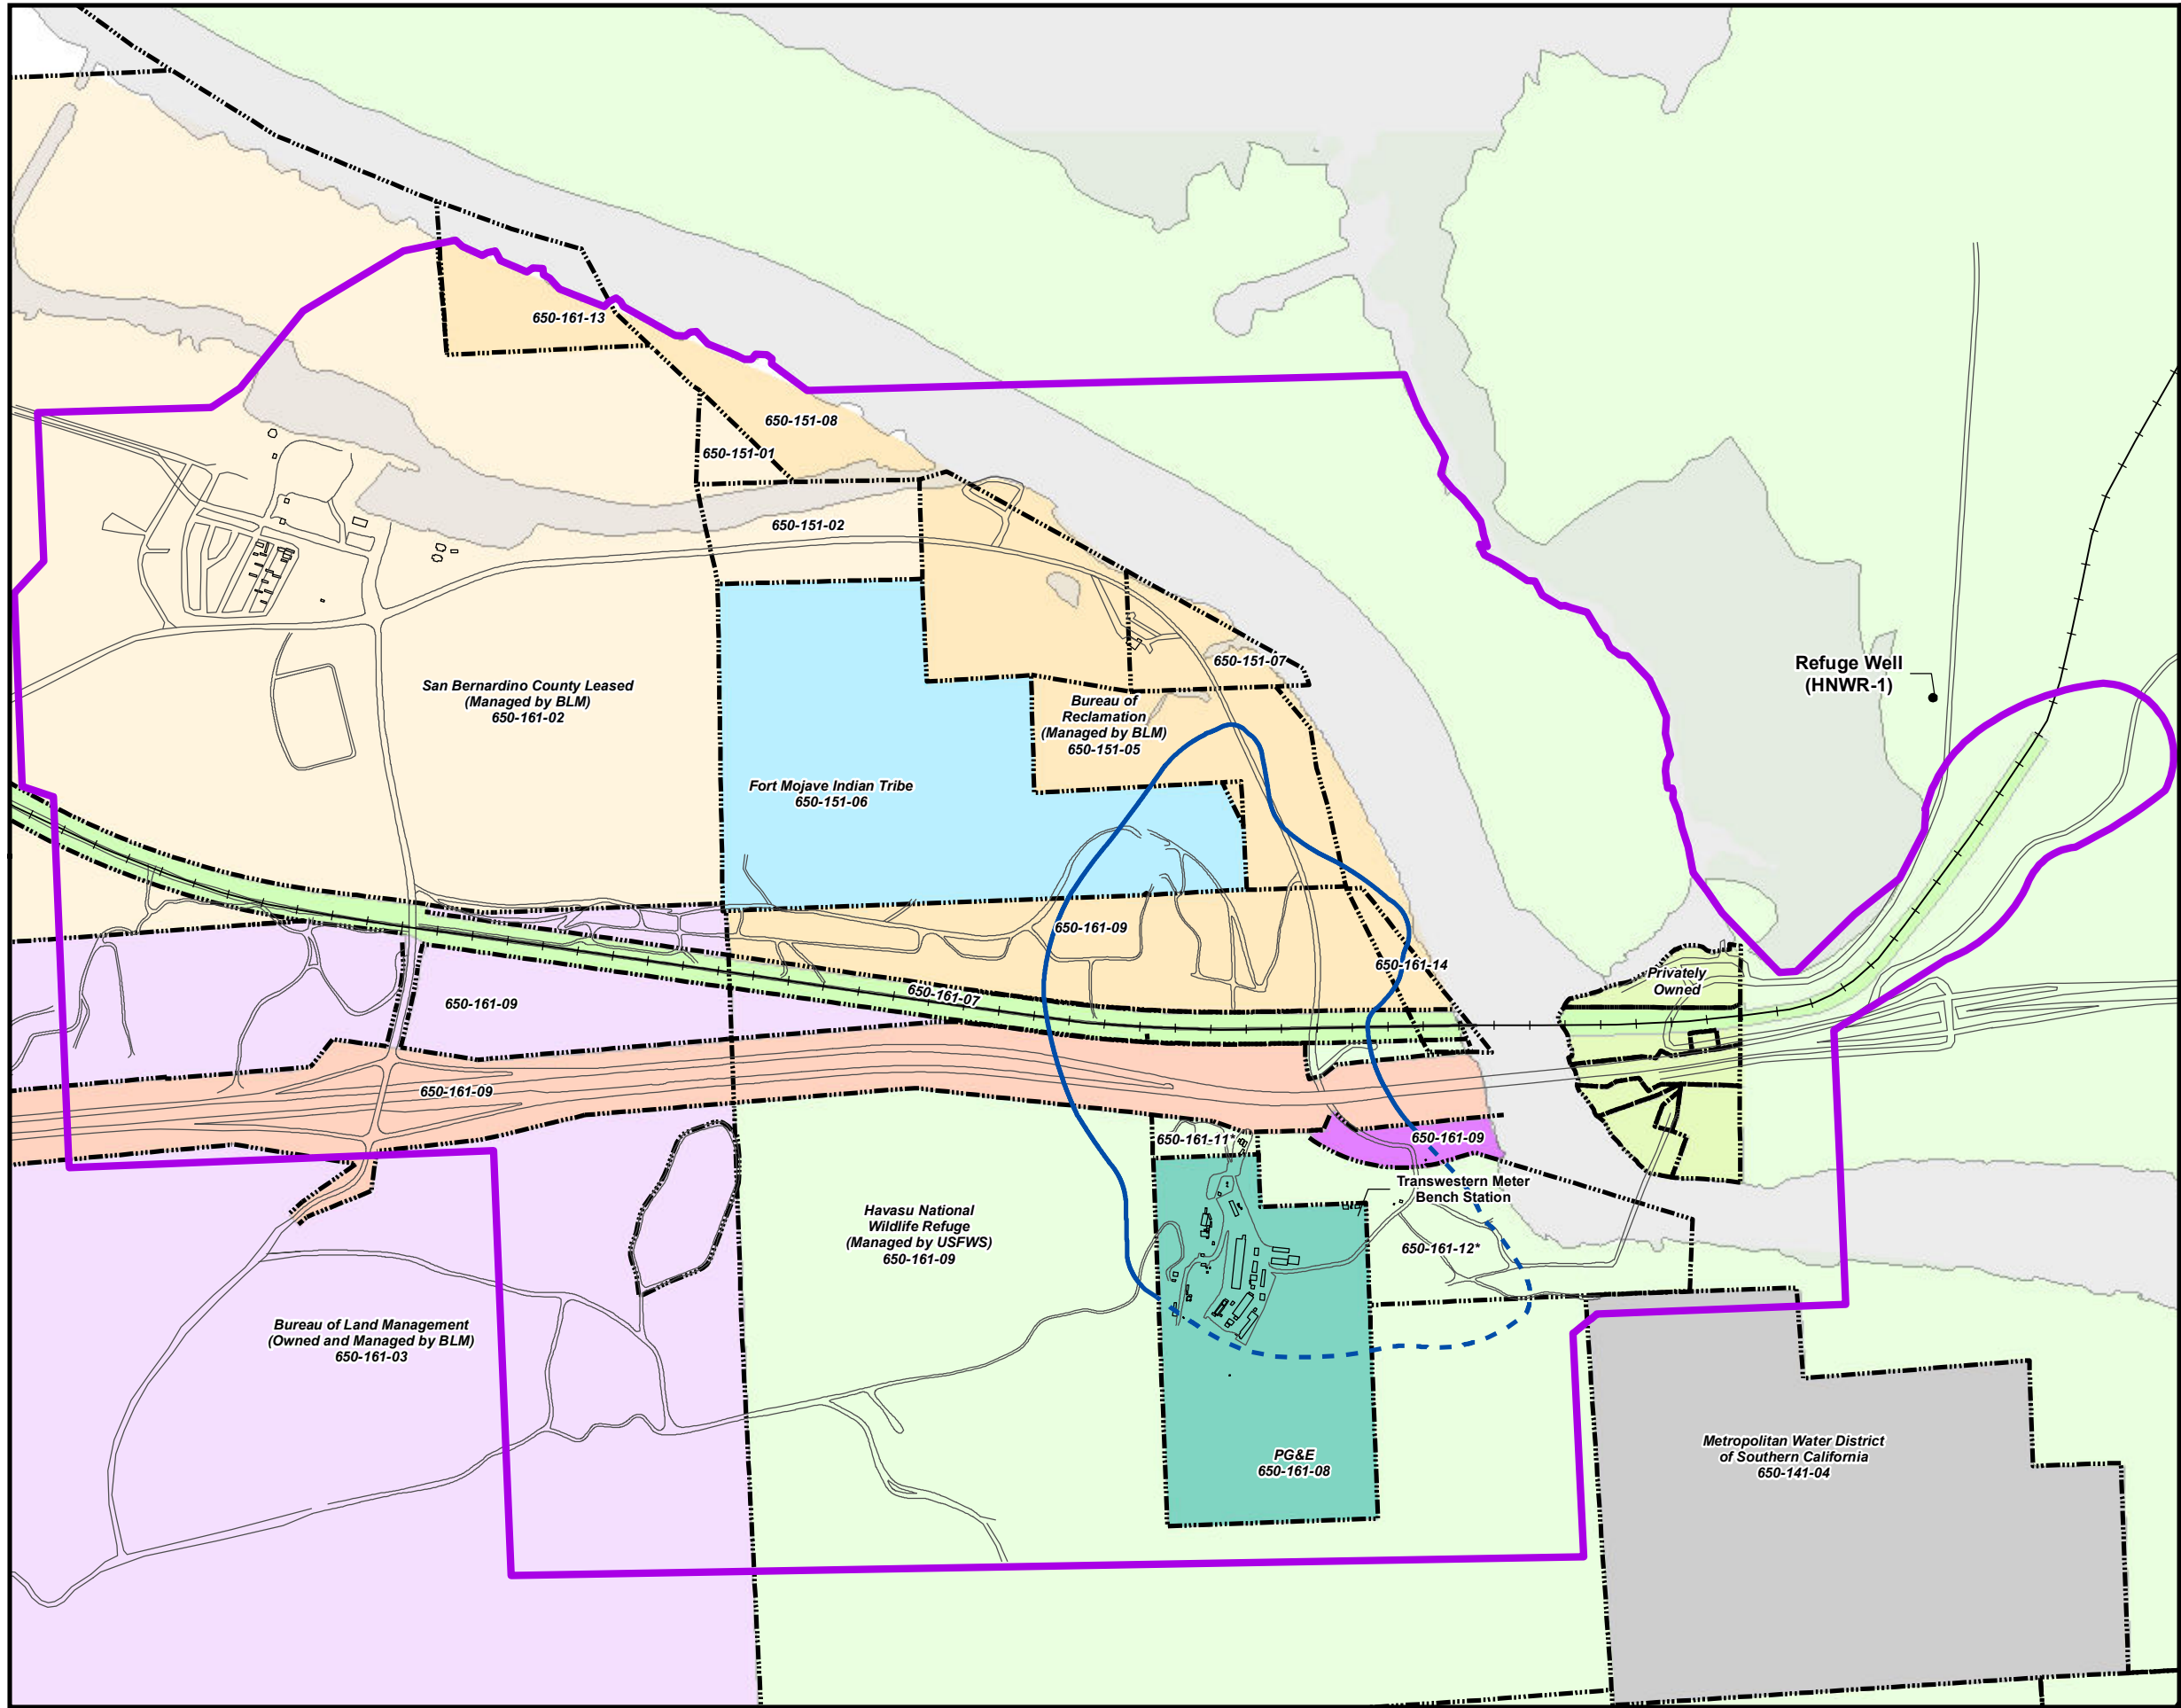 650-161-13
650-151-08
650-151-01
650-151-02
Refuge Well
(HNWR-1)
650-151-07
San Bernardino County Leased
(Managed by BLM)
650-161-02
Bureau of
Reclamation
(Managed by BLM)
650-151-05
Fort Mojave Indian Tribe
650-151-06
650-161-09
650-161-14
Privately
Owned
650-161-07
650-161-09
650-161-09
650-161-11*
650-161-09
Transwestern Meter
Bench Station
Havasu National
Wildlife Refuge
(Managed by USFWS)
650-161-09
650-161-12*
Bureau of Land Management
(Owned and Managed by BLM)
650-161-03
PG&E
650-161-08
Metropolitan Water District
of Southern California
650-141-04